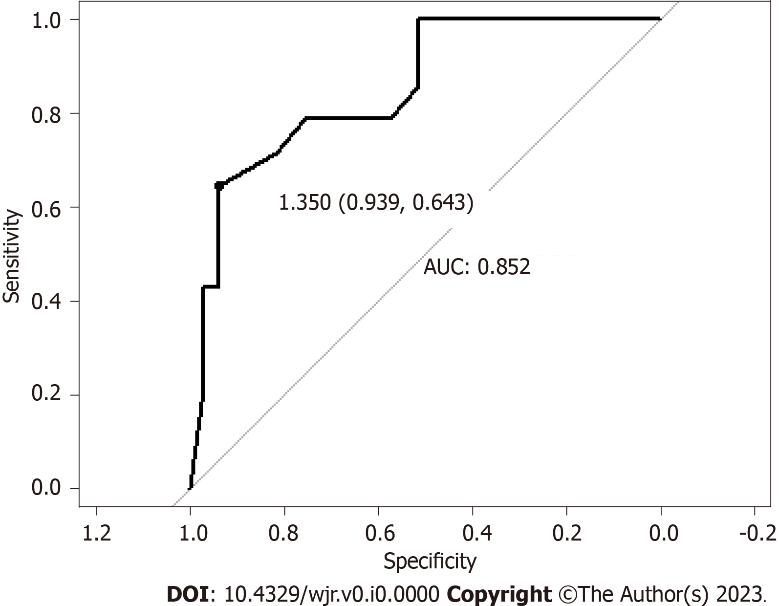 1.0
0.8
0.6
0.4
0.2
0.0
Sensitivity
1.350 (0.939, 0.643)
AUC: 0.852
1.2 1.0 0.8 0.6 0.4 0.2 0.0 -0.2
Specificity
DOI: 10.4329/wjr.v0.i0.0000 Copyright ©The Author(s) 2023.